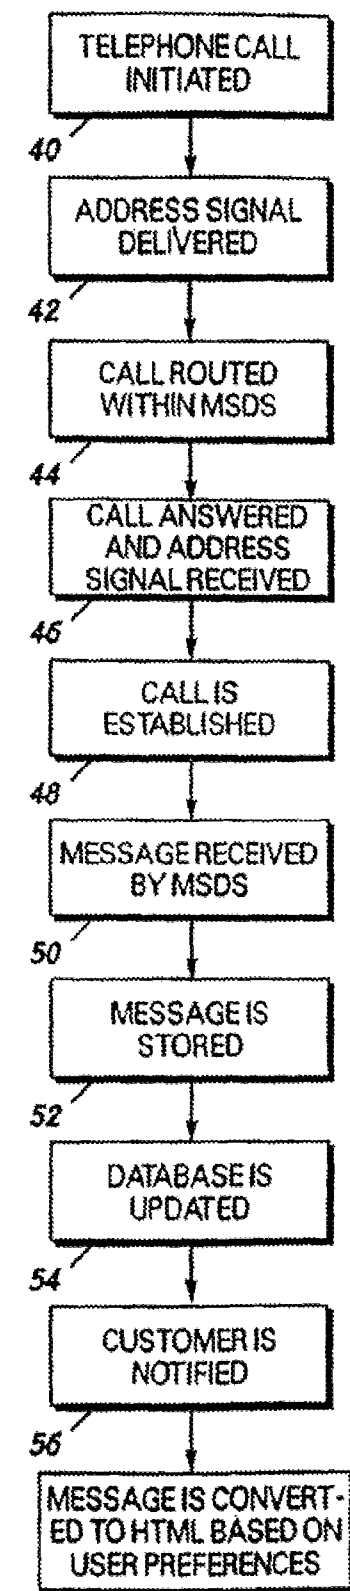 TELEPHONE CALL
INITIATED
40
ADDRESS SIGNAL
DELIVERED
42
CALL ROUTED
WITHIN MSDS
44
CALL ANSWERED
AND ADDRESS
SIGNAL RECEIVED
46
CALL IS
ESTABLISHED
48
MESSAGE RECEIVED
BY MSDS
50
MESSAGE IS
STORED
52
DATABASE IS
UPDATED
54
CUSTOMER IS
NOTIFIED
56
MESSAGE IS CONVERT-
ED TO HTML BASED ON
USER PREFERENCES